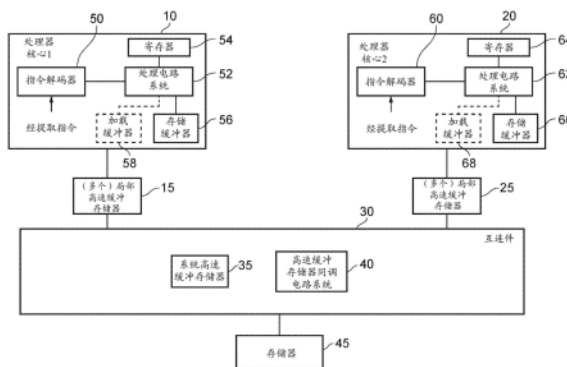 50
10
54
处理器
核心1
寄存器
指令解码器
处理电路
系统
52
经提取指令
加载
缓冲器
存储
缓冲器
56
58
60
20
64
处理器
核心2
寄存器
指令解码器
处理电路
系统
62
经提取指令
加载
缓冲器
存储
缓冲器
66
68
(多个)局部
高速缓冲
存储器
15
(多个)局部
高速缓冲
存储器
25
30
互连件
系统高速
缓冲存储器
35
高速缓冲
存储器同调
电路系统
40
存储器
45